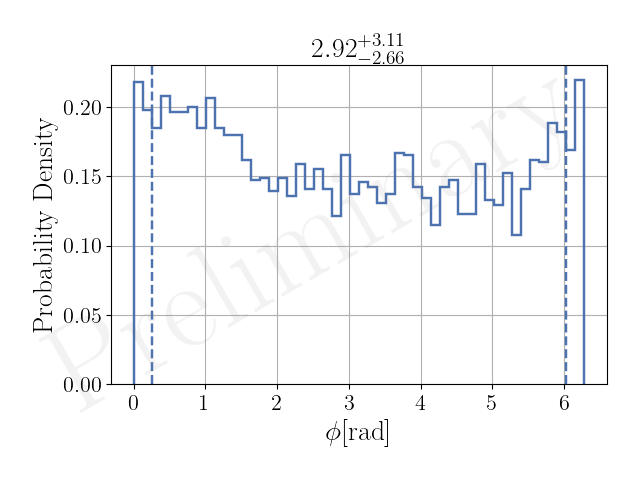 2.92^{+3.11}_{-2.66}
Probability Density
0.20
0.15
0.10
0.05
0.00
0 1 2 3 4 5 6
ϕ[rad]
Preliminary